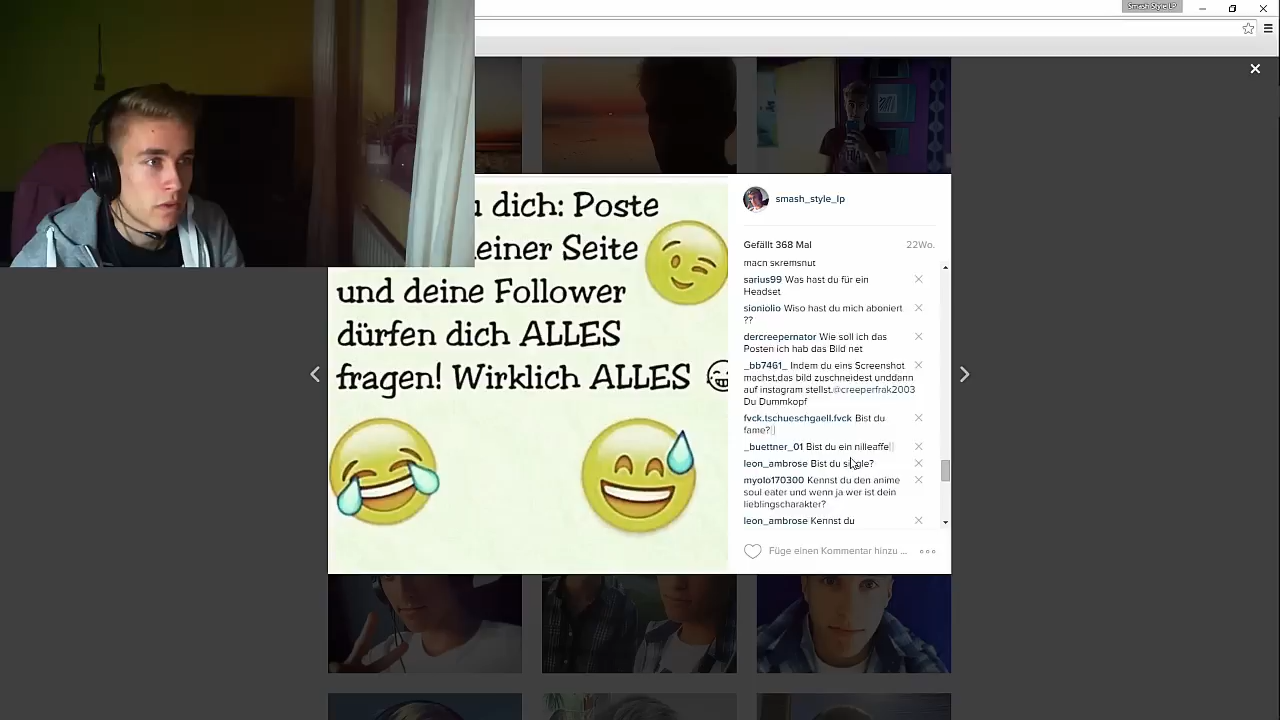 Smash Style LP
u dich: Poste
einer Seite
und deine Follower
dürfen dich ALLES
fragen! Wirklich ALLES
smash_style_lp
Gefällt 368 Mal
22Wo.
sarius99 Was hast du für ein
Headset
sioniolio Wiso hast du mich aboniert
??
dercreepernator Wie soll ich das
Posten ich hab das Bild net
_bb7461_ Indem du eins Screenshot
machst,das bild zuschneidest unddann
auf instagram stellst.@creeperfrak2003
Du Dummkopf
fvck.tschueschgaell.fvck Bist du
fame?
_buettner_01 Bist du ein nilleaffe
leon_ambrose Bist du single?
myolo170300 Kennst du den anime
soul eater und wenn ja wer ist dein
lieblingscharakter?
leon_ambrose Kennst du
Füge einen Kommentar hinzu ...